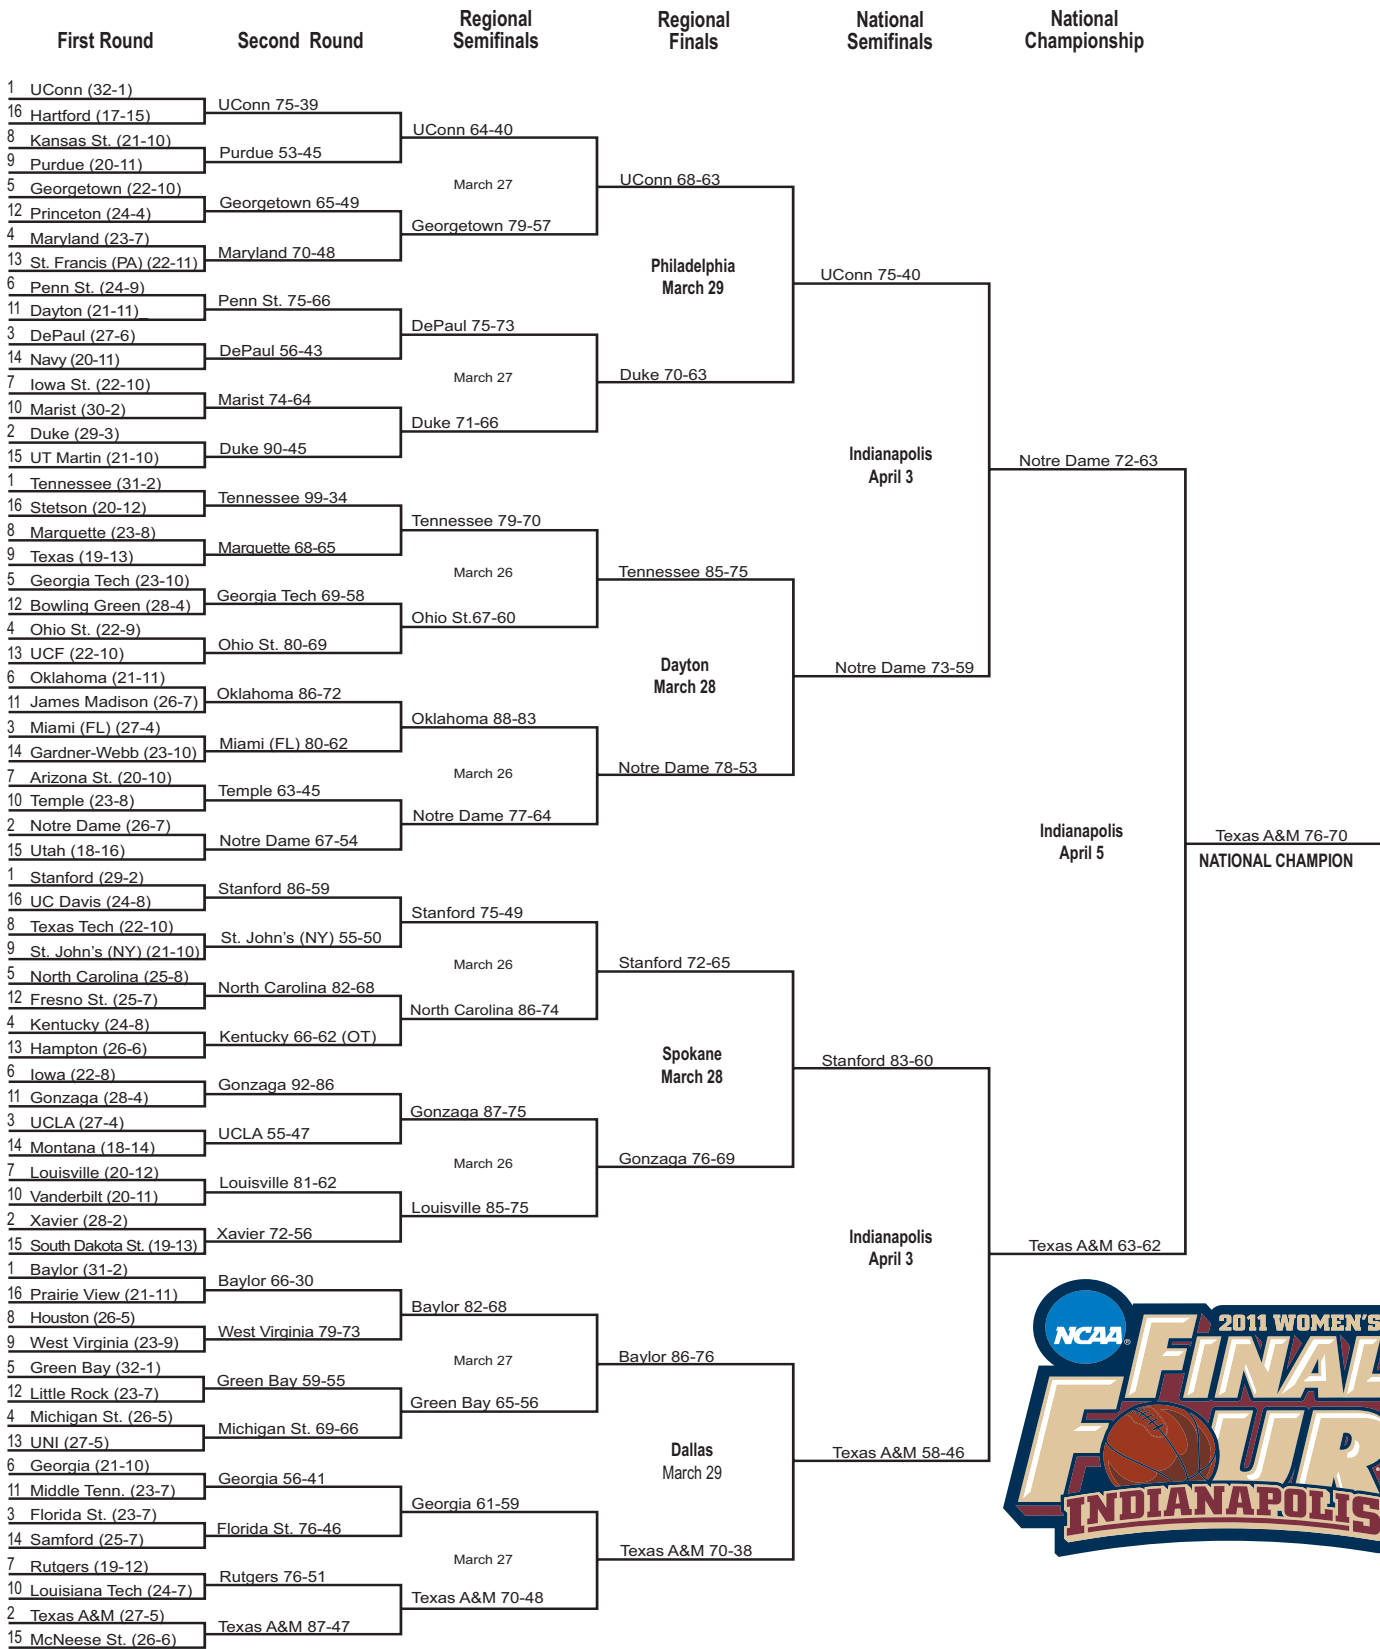 Regional Semifinals
Regional Finals
National Semifinals
National Championship
First Round
Second Round
1 UConn (32-1)
16 Hartford (17-15)
8 Kansas St. (21-10)
9 Purdue (20-11)
5 Georgetown (22-10)
12 Princeton (24-4)
4 Maryland (23-7)
13 St. Francis (PA) (22-11)
6 Penn St. (24-9)
11 Dayton (21-11)_
3 DePaul (27-6)
14 Navy (20-11)
7 Iowa St. (22-10)
10 Marist (30-2)
2 Duke (29-3)
15 UT Martin (21-10)
1 Tennessee (31-2)
16 Stetson (20-12)
8 Marquette (23-8)
9 Texas (19-13)
5 Georgia Tech (23-10)
12 Bowling Green (28-4)
4 Ohio St. (22-9)
13 UCF (22-10)
6 Oklahoma (21-11)
11 James Madison (26-7)
3 Miami (FL) (27-4)
14 Gardner-Webb (23-10)
7 Arizona St. (20-10)
10 Temple (23-8)
2 Notre Dame (26-7)
15 Utah (18-16)
1 Stanford (29-2)
16 UC Davis (24-8)
8 Texas Tech (22-10)
9 St. John’s (NY) (21-10)
5 North Carolina (25-8)
12 Fresno St. (25-7)
4 Kentucky (24-8)
13 Hampton (26-6)
6 Iowa (22-8)
11 Gonzaga (28-4)
3 UCLA (27-4)
14 Montana (18-14)
7 Louisville (20-12)
10 Vanderbilt (20-11)
2 Xavier (28-2)
15 South Dakota St. (19-13)
1 Baylor (31-2)
16 Prairie View (21-11)
8 Houston (26-5)
9 West Virginia (23-9)
5 Green Bay (32-1)
12 Little Rock (23-7)
4 Michigan St. (26-5)
13 UNI (27-5)
6 Georgia (21-10)
11 Middle Tenn. (23-7)
3 Florida St. (23-7)
14 Samford (25-7)
7 Rutgers (19-12)
10 Louisiana Tech (24-7)
2 Texas A&M (27-5)
15 McNeese St. (26-6)
UConn 75-39
Purdue 53-45
Georgetown 65-49
Maryland 70-48
Penn St. 75-66
DePaul 56-43
Marist 74-64
Duke 90-45
Tennessee 99-34
Marquette 68-65
Georgia Tech 69-58
Ohio St. 80-69
Oklahoma 86-72
Miami (FL) 80-62
Temple 63-45
Notre Dame 67-54
Stanford 86-59
St. John’s (NY) 55-50
North Carolina 82-68
Kentucky 66-62 (OT)
Gonzaga 92-86
UCLA 55-47
Louisville 81-62
Xavier 72-56
Baylor 66-30
West Virginia 79-73
Green Bay 59-55
Michigan St. 69-66
Georgia 56-41
Florida St. 76-46
Rutgers 76-51
Texas A&M 87-47
UConn 64-40
March 27
Georgetown 79-57
DePaul 75-73
March 27
Duke 71-66
Tennessee 79-70
March 26
Ohio St.67-60
Oklahoma 88-83
March 26
Notre Dame 77-64
Stanford 75-49
March 26
North Carolina 86-74
Gonzaga 87-75
March 26
Louisville 85-75
Baylor 82-68
March 27
Green Bay 65-56
Georgia 61-59
March 27
Texas A&M 70-48
UConn 68-63
Philadelphia
March 29
Duke 70-63
Tennessee 85-75
Dayton
March 28
Notre Dame 78-53
Stanford 72-65
Spokane
March 28
Gonzaga 76-69
Baylor 86-76
Dallas
March 29
Texas A&M 70-38
UConn 75-40
Indianapolis
April 3
Notre Dame 73-59
Stanford 83-60
Indianapolis
April 3
Texas A&M 58-46
Notre Dame 72-63
Indianapolis
April 5
Texas A&M 63-62
Texas A&M 76-70
NATIONAL CHAMPION
NCAA®
2011 WOMEN'S
FINAL
FOUR
INDIANAPOLIS